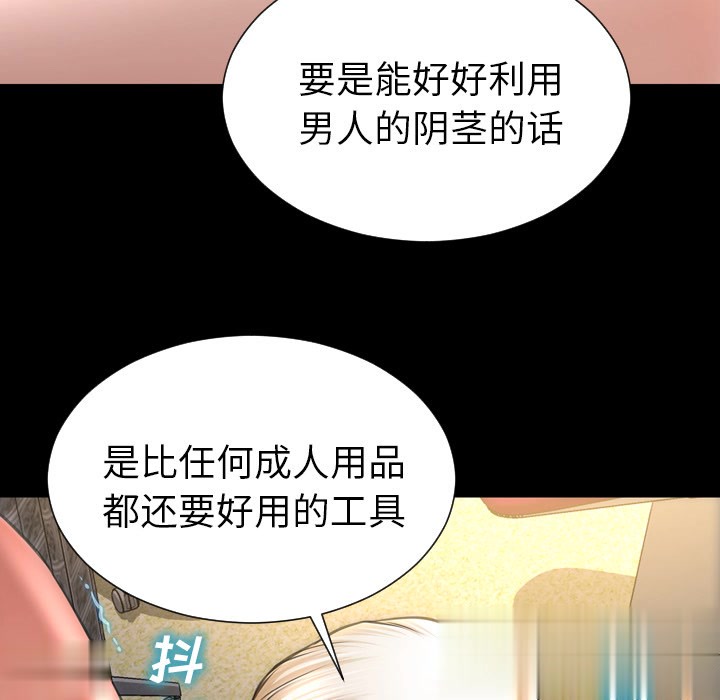 要是能好好利用
男人的阴茎的话
是比任何成人用品
都还要好用的工具
抖